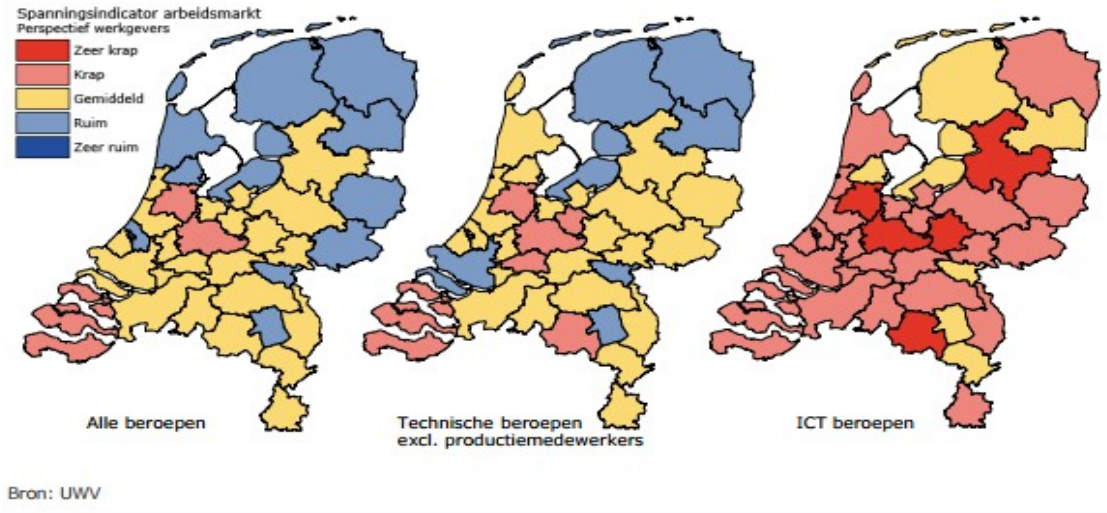 Spanningsindicator arbeidsmarkt
Perspectief werkgevers
Zeer krap
Krap
Gemiddeld
Ruim
Zeer ruim
Alle beroepen
Technische beroepen
excl. productiemedewerkers
ICT beroepen
Bron: UWV